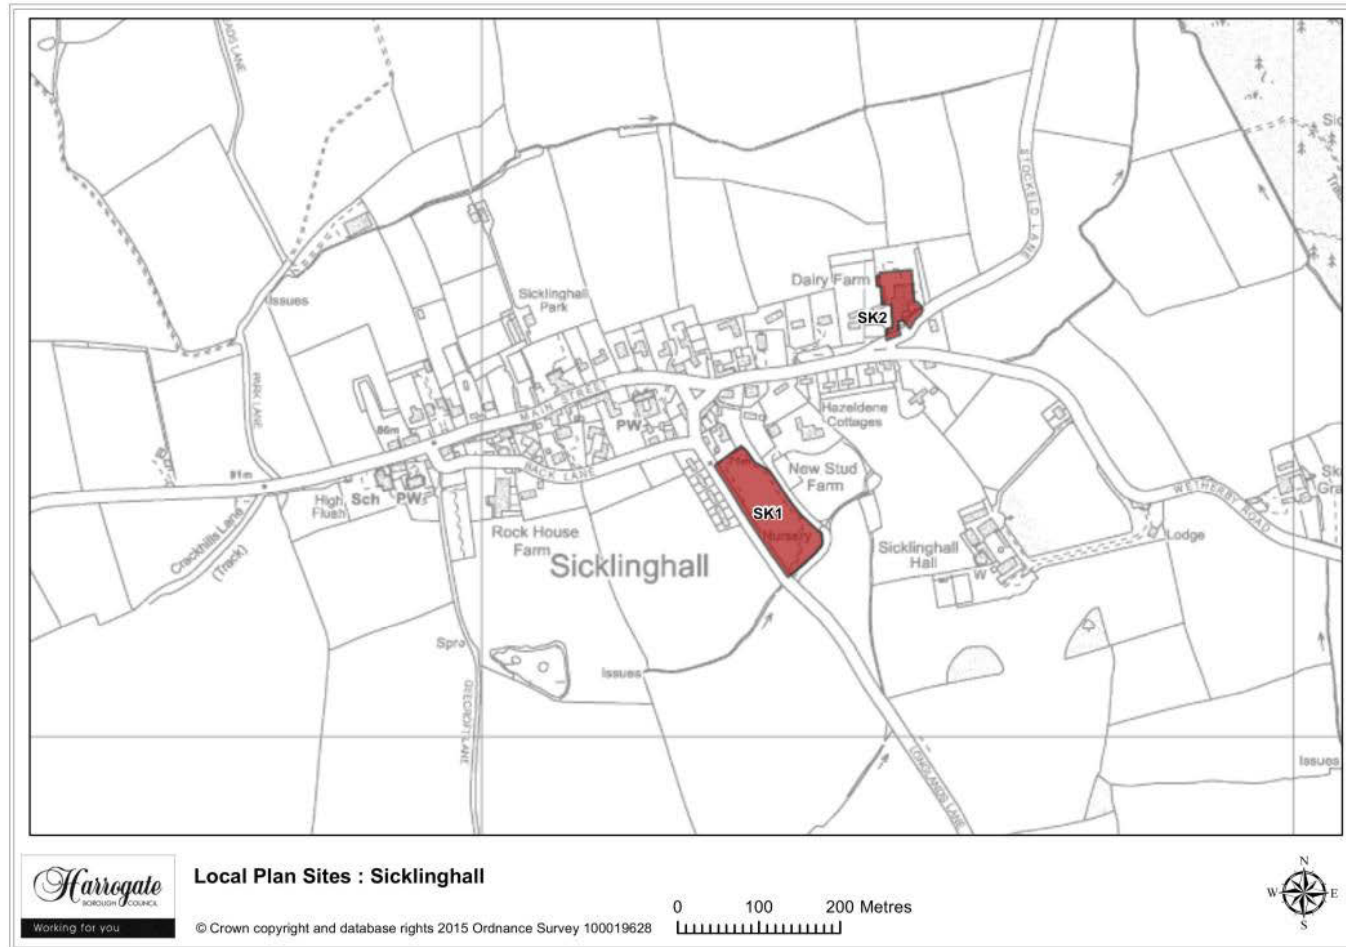 STOCKELD LANE
Dairy Farm
SK2
Sicklinghall
Park
Issues
PARK LANE
MAIN STREET
86m
PW
Hazeldene
Cottages
91m
BACK LANE
Sch
PW
High
Flush
New Stud
Farm
SK1
Nursery
WETHERBY ROAD
Crackhills Lane
(Track)
Rock House
Farm
Sicklinghall
Sicklinghall
Hall
W
Lodge
Spr
Issues
GEECROFT LANE
LONGLANDS LANE
Issues
Harrogate
BOROUGH COUNCIL
Working for you
Local Plan Sites : Sicklinghall
© Crown copyright and database rights 2015 Ordnance Survey 100019628
0 100 200 Metres
N
W E
S